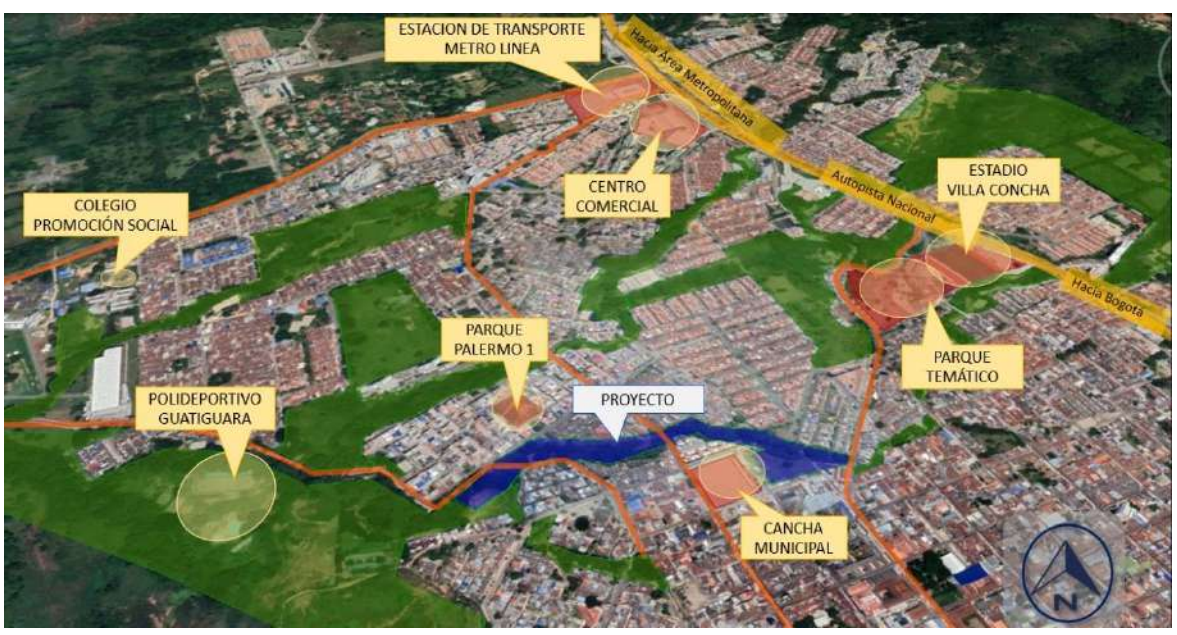 ESTACION DE TRANSPORTE
METRO LINEA
Hacia Área Metropolitana
CENTRO
COMERCIAL
Autopista Nacional
ESTADIO
VILLA CONCHA
COLEGIO
PROMOCIÓN SOCIAL
Hacia Bogotá
PARQUE
PALERMO 1
PARQUE
TEMÁTICO
POLIDEPORTIVO
GUATIGUARA
PROYECTO
CANCHA
MUNICIPAL
N